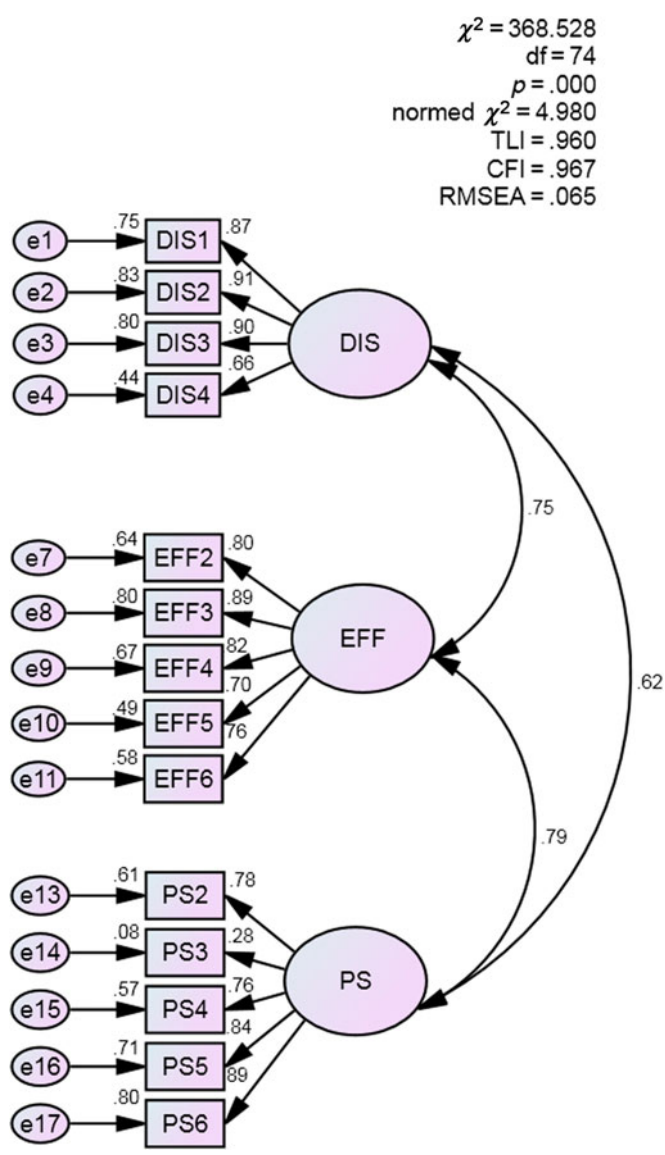 χ² = 368.528
df = 74
p = .000
normed χ² = 4.980
TLI = .960
CFI = .967
RMSEA = .065
e1 .75 DIS1 .87
e2 .83 DIS2 .91
e3 .80 DIS3 .90
e4 .44 DIS4 .66
DIS
.75
e7 .64 EFF2 .80
e8 .80 EFF3 .89
e9 .67 EFF4 .82
e10 .49 EFF5 .70
e11 .58 EFF6 76
EFF
.62
.79
e13 .61 PS2 .78
e14 .08 PS3 .28
e15 .57 PS4 .76
e16 .71 PS5 .84
e17 .80 PS6 89
PS